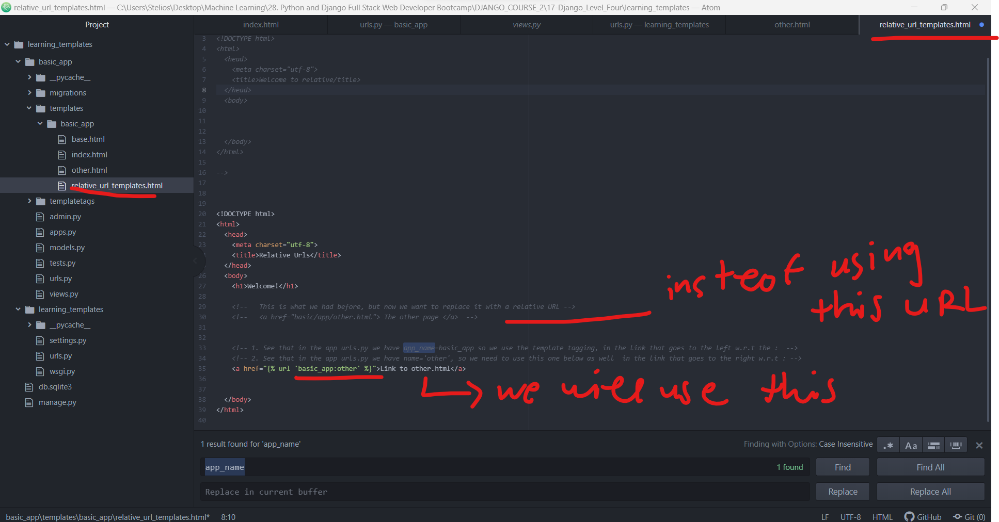 relative_url_templates.html — C:\Users\Stelios\Desktop\Machine Learning\28. Python and Django Full Stack Web Developer Bootcamp\DJANGO_COURSE_2\17-Django_Level_Four\learning_templates — Atom
Project
learning_templates
basic_app
__pycache__
migrations
templates
basic_app
base.html
index.html
other.html
relative_url_templates.html
templatetags
admin.py
apps.py
models.py
tests.py
urls.py
views.py
learning_templates
__pycache__
settings.py
urls.py
wsgi.py
db.sqlite3
manage.py
index.html
urls.py — basic_app
views.py
urls.py — learning_templates
other.html
relative_url_templates.html
3 <!DOCTYPE html>
4 <html>
5 <head>
6 <meta charset="utf-8">
7 <title>Welcome to relative/title>
8 </head>
9 <body>
10
11
12
13 </body>
14 </html>
15
16 -->
17
18
19
20 <!DOCTYPE html>
21 <html>
22 <head>
23 <meta charset="utf-8">
<title>Relative Urls</title>
</head>
26 <body>
27 <h1>Welcome!</h1>
28
29 <!-- This is what we had before, but now we want to replace it with a relative URL -->
30 <!-- <a href="basic/app/other.html"> The other page </a> -->
31
32
33 <!-- 1. See that in the app urls.py we have app_name=basic_app so we use the template tagging, in the link that goes to the left w.r.t the : -->
34 <!-- 2. See that in the app urls.py we have name='other', so we need to use this one below as well in the link that goes to the right w.r.t : -->
35 <a href="{% url 'basic_app:other' %}">Link to other.html</a>
36
37
38 </body>
39 </html>
40
insteof using
this URL
we will use this
1 result found for 'app_name'
Finding with Options: Case Insensitive
.* Aa
app_name
1 found
Find
Find All
Replace in current buffer
Replace
Replace All
basic_app\templates\basic_app\relative_url_templates.html* 8:10
LF UTF-8 HTML GitHub Git (0)